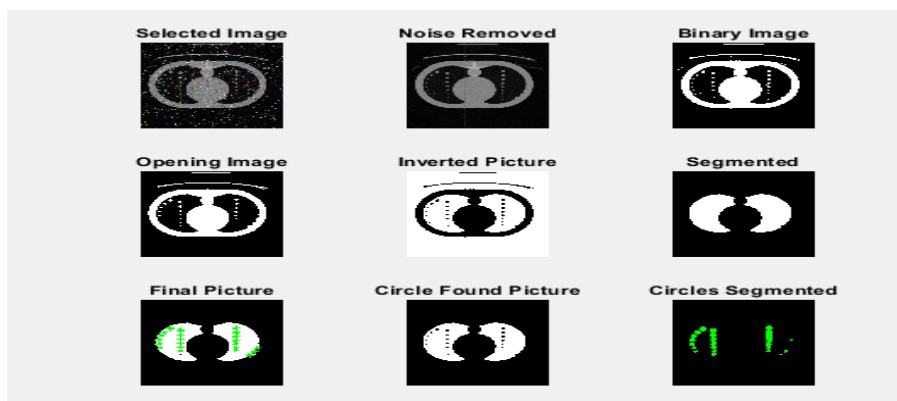 Selected Image
Noise Removed
Binary Image
Opening Image
Inverted Picture
Segmented
Final Picture
Circle Found Picture
Circles Segmented